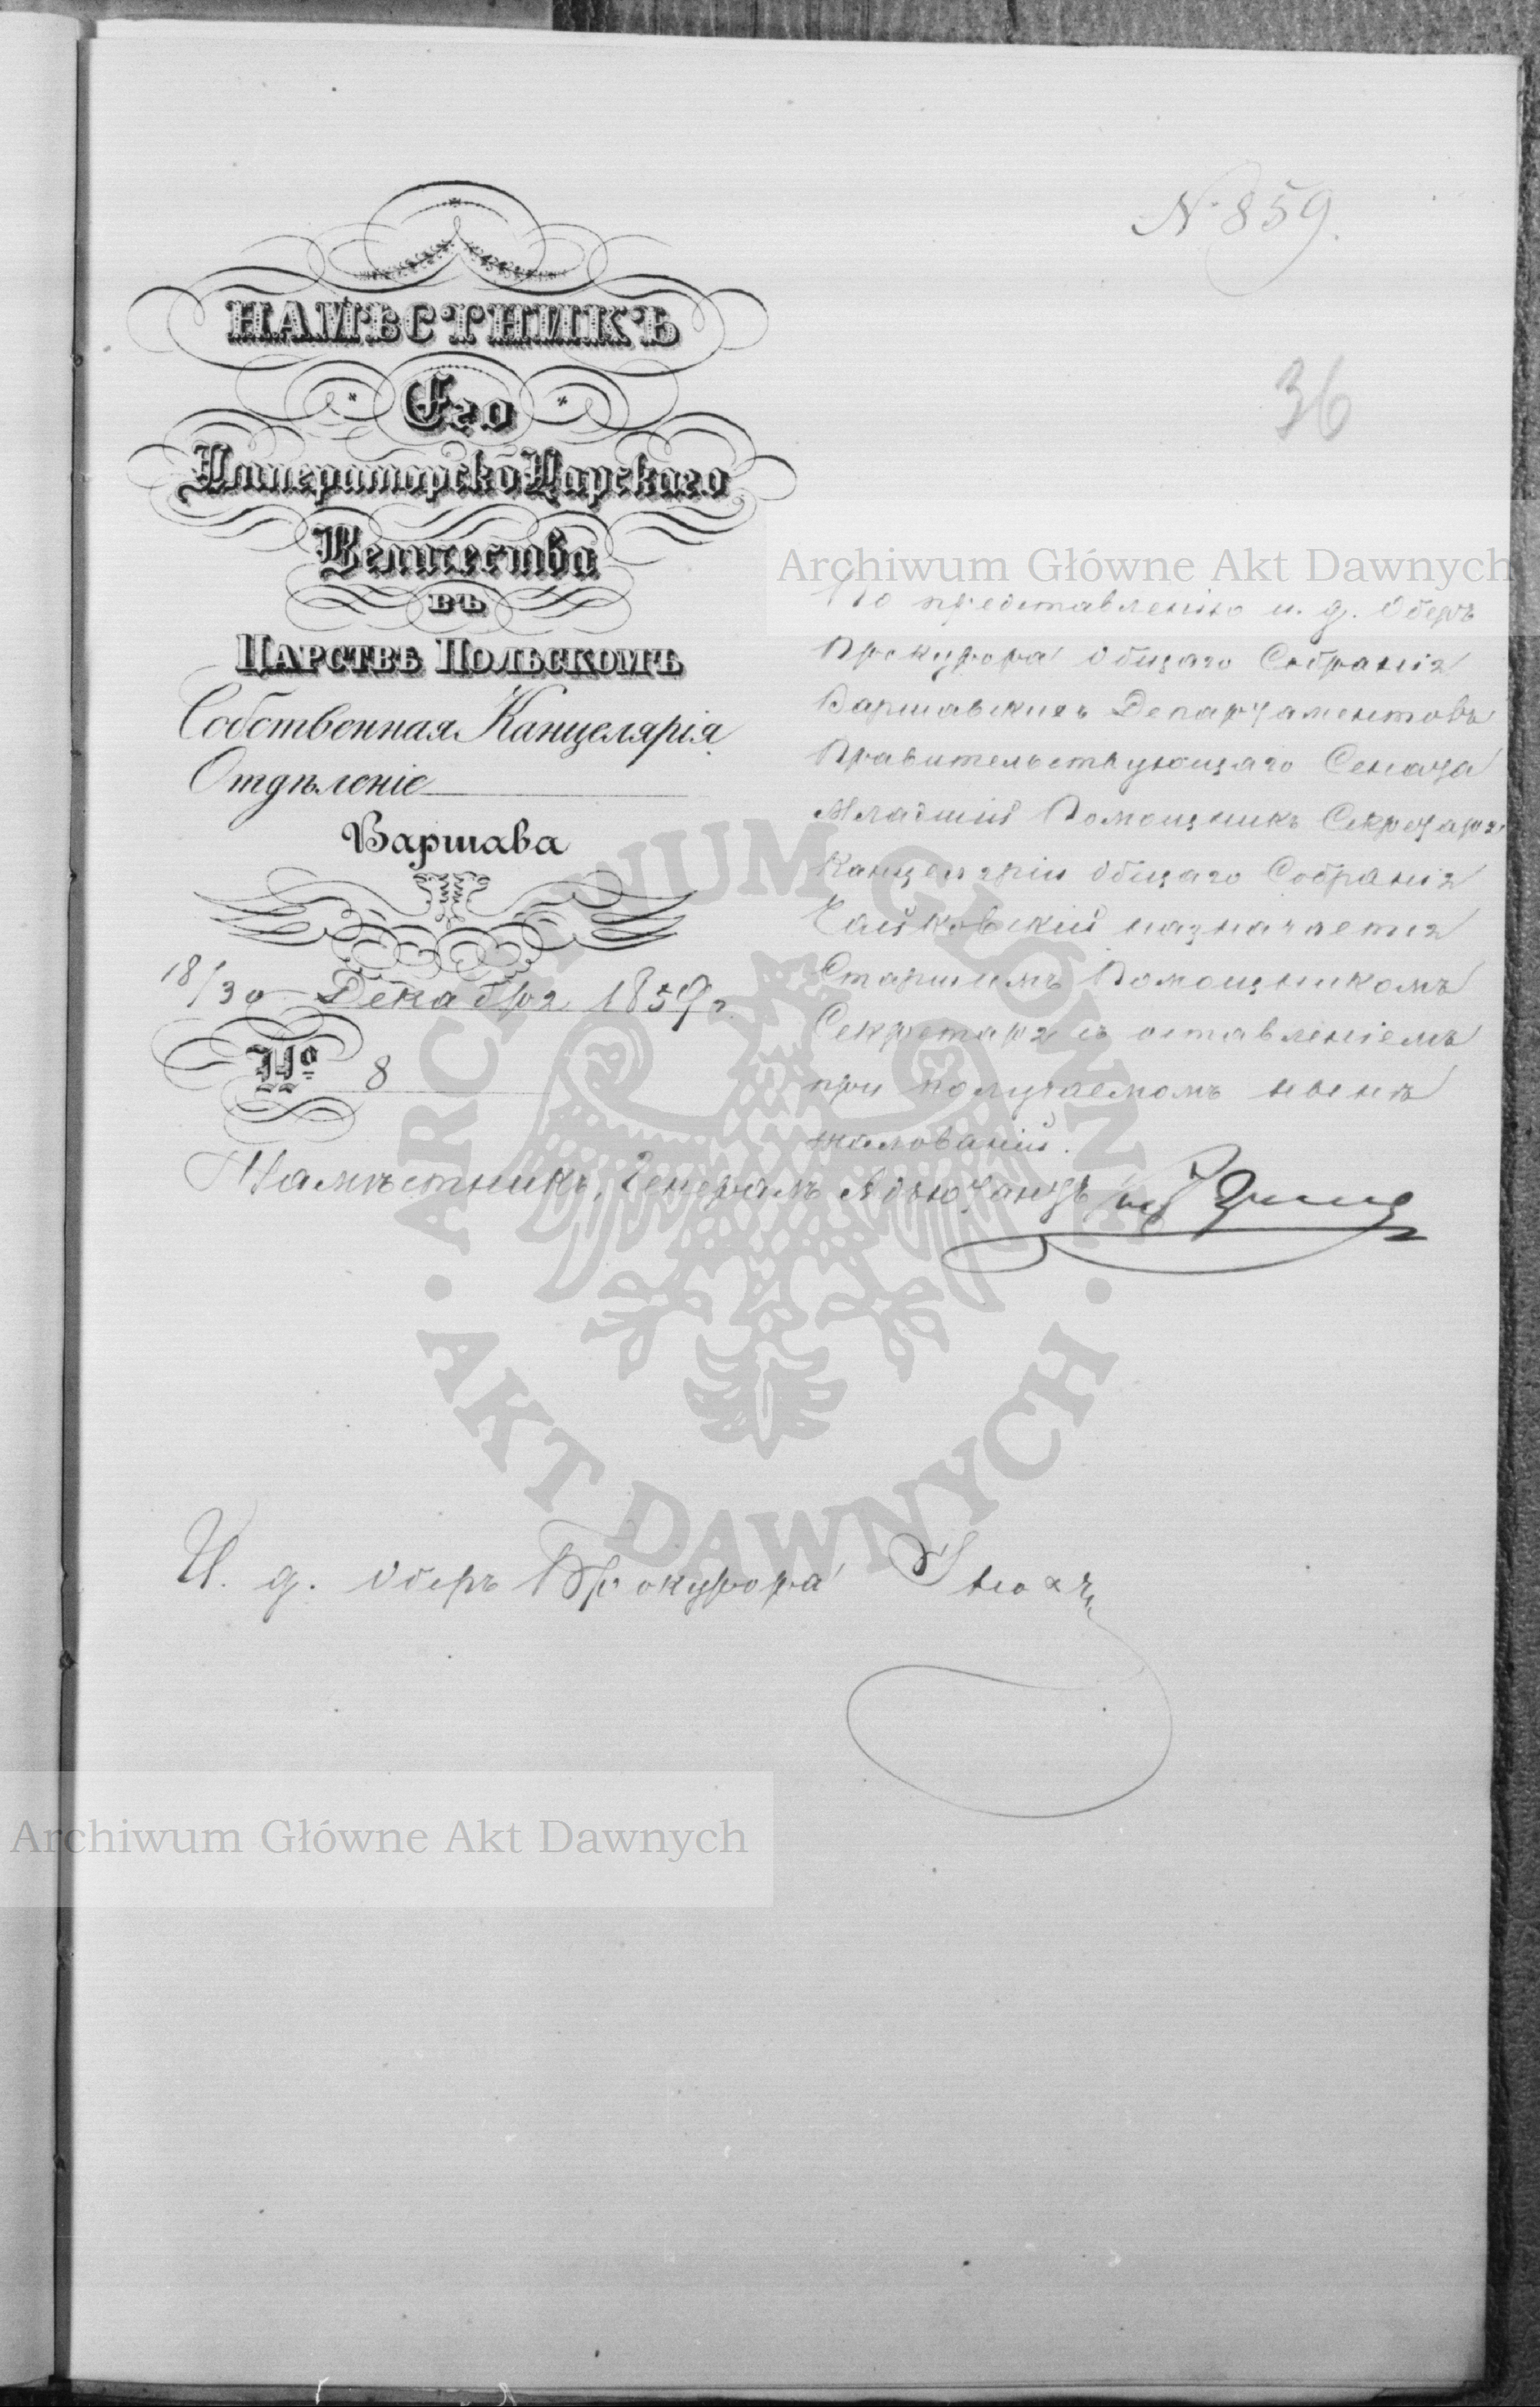 № 859.
36
НАМѢСТНИКЪ
Его
Императорско Царскаго
Величества
ВЪ
ЦАРСТВѢ ПОЛЬСКОМЪ
Собственная Канцелярія
Отдѣленіе
Варшава
18/30 Декабря 1859 г.
№ 8
По представленію и. д. Оберъ
Прокурора Общаго Собранія
Варшавскихъ Департаментовъ
Правительствующаго Сената
Младшій Помощникъ Секретаря
Канцеляріи Общаго Собранія
Чайковскій назначается
Старшимъ Помощникомъ
Секретаря съ оставленіемъ
при получаемомъ нынѣ
жалованіи.
Намѣстникъ, Генералъ Адъютантъ
И. д. Оберъ Прокурора
Archiwum Główne Akt Dawnych
Archiwum Główne Akt Dawnych
ARCHIWUM GŁÓWNE
AKT DAWNYCH